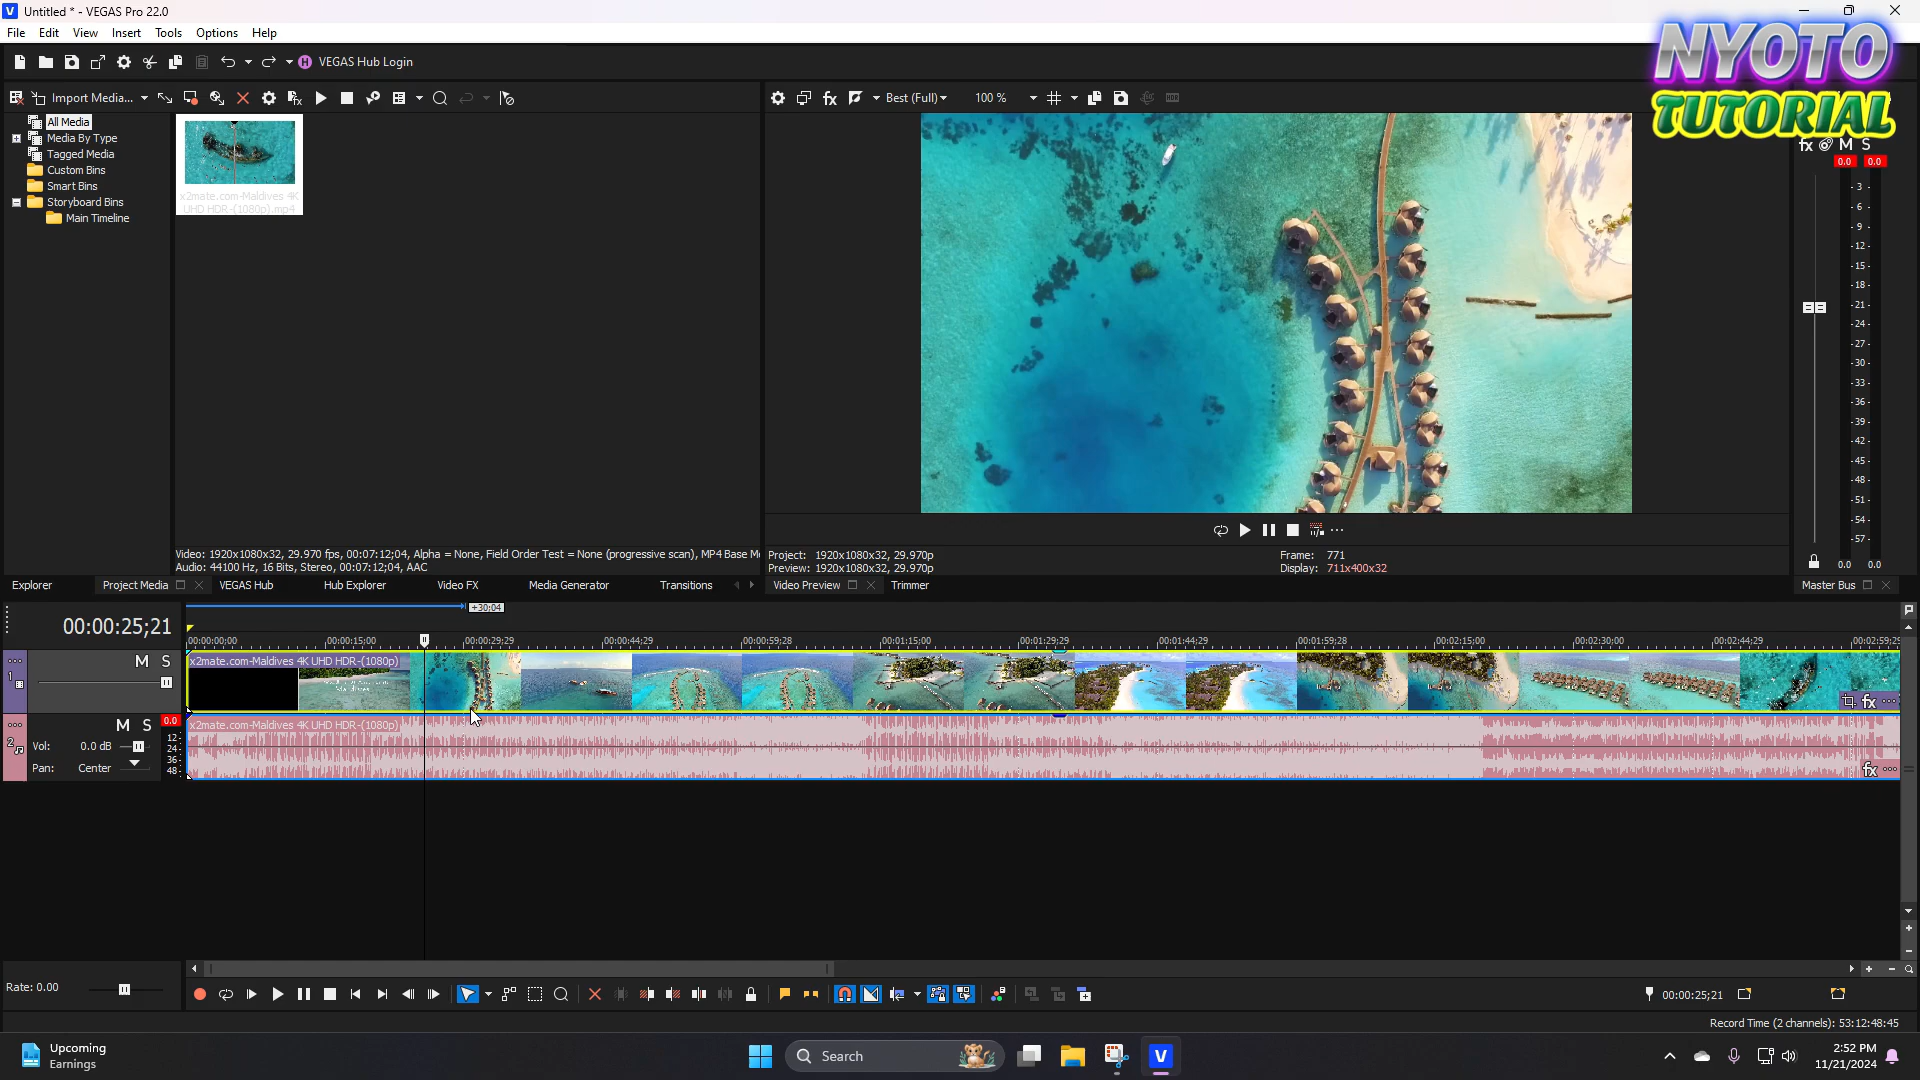 Untitled * - VEGAS Pro 22.0
File Edit View Insert Tools Options Help
NYOTO
TUTORIAL
VEGAS Hub Login
Import Media...
Best (Full)
100 %
All Media
Media By Type
Tagged Media
Custom Bins
Smart Bins
Storyboard Bins
Main Timeline
x2mate.com-Maldives 4K
UHD HDR-(1080p).mp4
fx M S
0.0 0.0
- 3 -
- 6 -
- 9 -
-12-
-15-
-18-
-21-
-24-
-27-
-30-
-33-
-36-
-39-
-42-
-45-
-48-
-51-
-54-
-57-
0.0 0.0
Video: 1920x1080x32, 29.970 fps, 00:07:12;04, Alpha = None, Field Order Test = None (progressive scan), MP4 Base M
Audio: 44100 Hz, 16 Bits, Stereo, 00:07:12;04, AAC
Project: 1920x1080x32, 29.970p
Preview: 1920x1080x32, 29.970p
Frame: 771
Display: 711x400x32
Explorer Project Media VEGAS Hub Hub Explorer Video FX Media Generator Transitions
Video Preview Trimmer
Master Bus
00:00:25;21
+30;04
00:00:00;00 00:00:15;00 00:00:29;29 00:00:44;29 00:00:59;28 00:01:15;00 00:01:29;29 00:01:44;29 00:01:59;28 00:02:15;00 00:02:30;00 00:02:44;29 00:02:59;29
M S
1
x2mate.com-Maldives 4K UHD HDR-(1080p)
fx
M S
0.0
2
x2mate.com-Maldives 4K UHD HDR-(1080p)
Vol: 0.0 dB
Pan: Center
12-
24-
36-
48-
fx
Rate: 0.00
00:00:25;21
Record Time (2 channels): 53:12:48:45
Upcoming
Earnings
Search
2:52 PM
11/21/2024